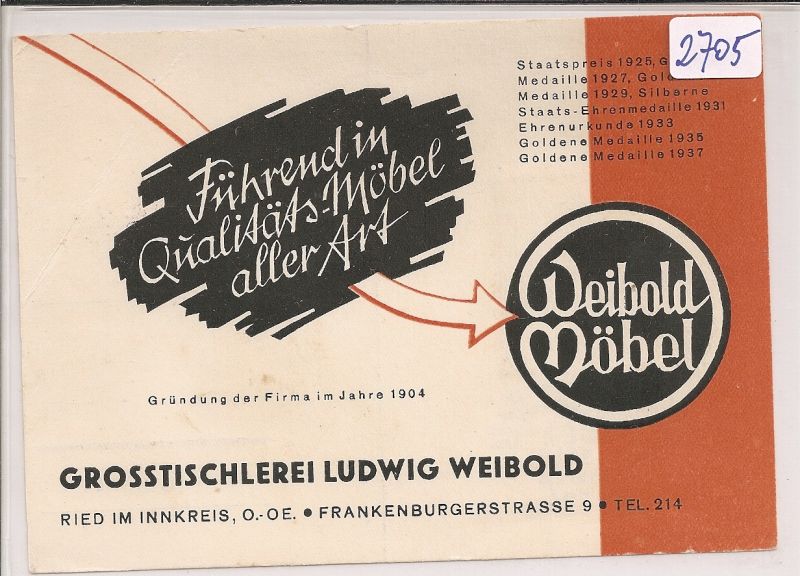 2705
Staatspreis 1925, G
Medaille 1927, Gold
Medaille 1929, Silberne
Staats-Ehrenmedaille 1931
Ehrenurkunde 1933
Goldene Medaille 1935
Goldene Medaille 1937
Führend in
Qualitäts-Möbel
aller Art
Weibold
Möbel
Gründung der Firma im Jahre 1904
GROSSTISCHLEREI LUDWIG WEIBOLD
RIED IM INNKREIS, O.-OE. ● FRANKENBURGERSTRASSE 9 ● TEL. 214